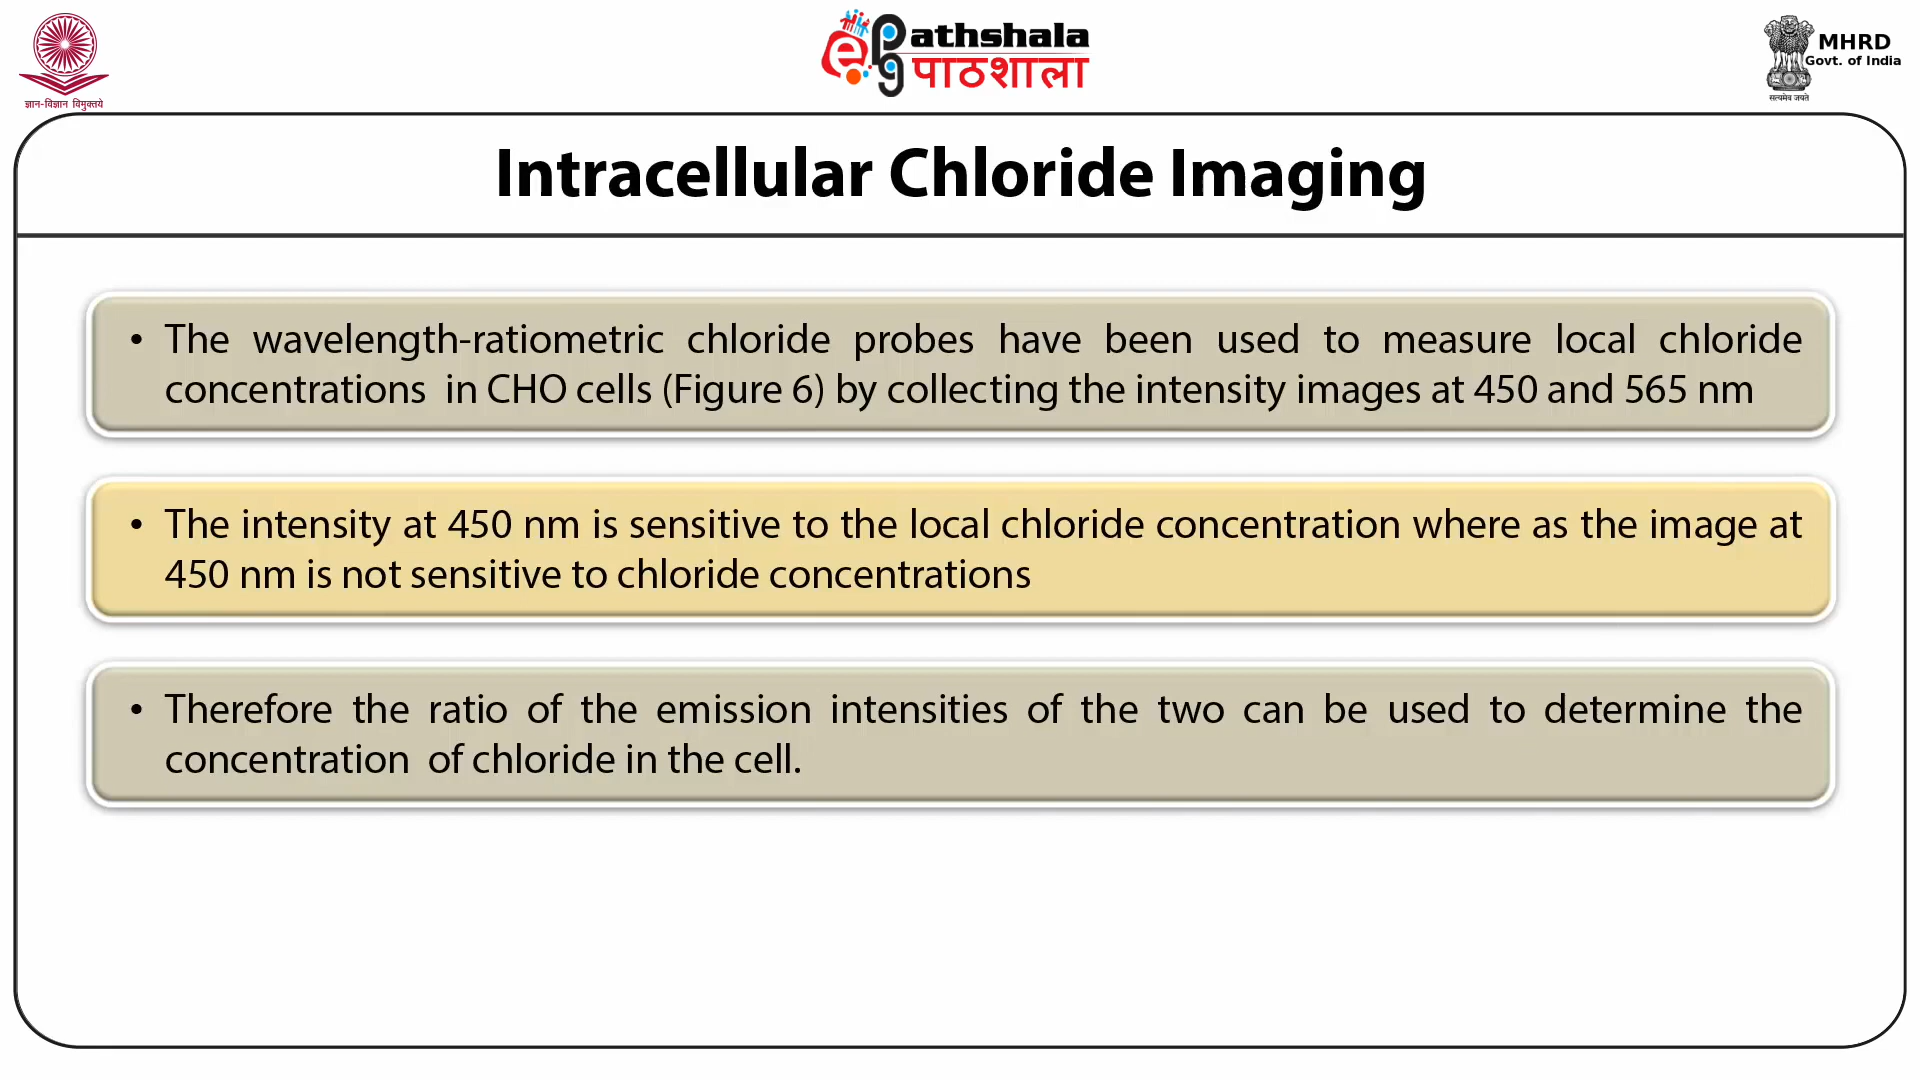 ज्ञान-विज्ञान विमुक्तये
ePathshala
पाठशाला
MHRD
Govt. of India
सत्यमेव जयते
Intracellular Chloride Imaging
• The wavelength-ratiometric chloride probes have been used to measure local chloride
concentrations in CHO cells (Figure 6) by collecting the intensity images at 450 and 565 nm
• The intensity at 450 nm is sensitive to the local chloride concentration where as the image at
450 nm is not sensitive to chloride concentrations
• Therefore the ratio of the emission intensities of the two can be used to determine the
concentration of chloride in the cell.